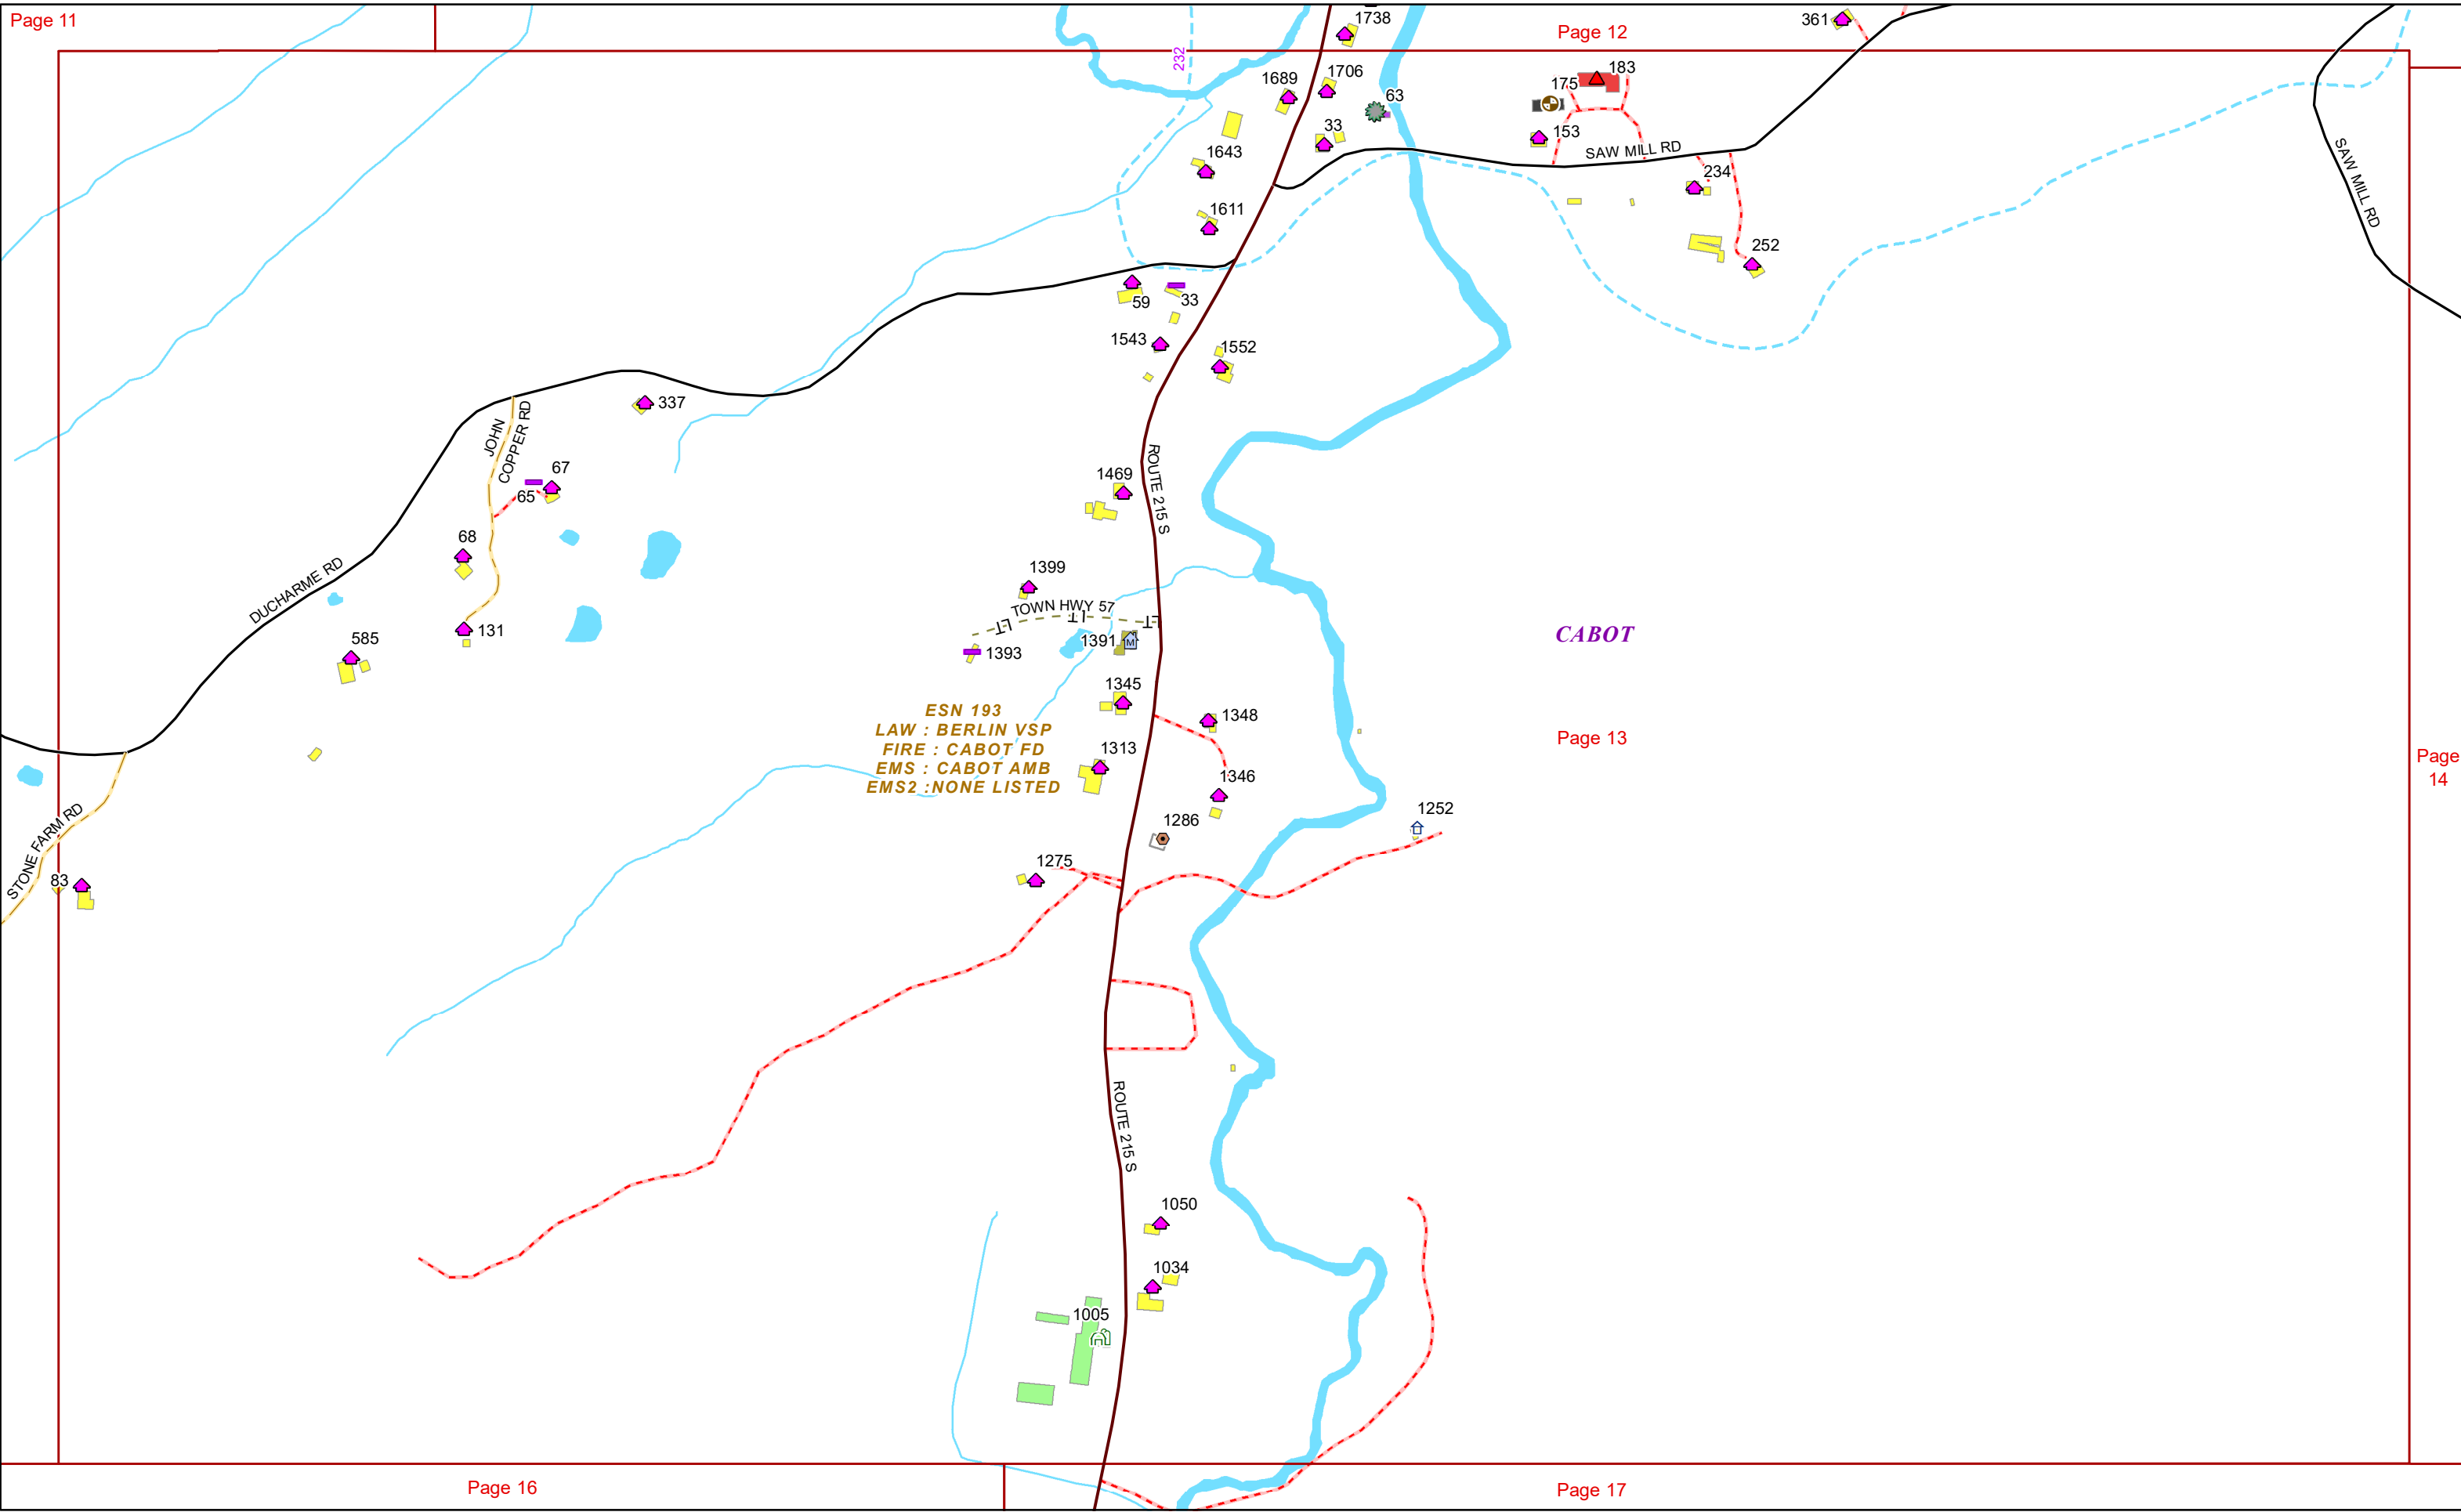 Page 11
1738
Page 12
361
232
1689
1706
63
175
183
33
153
SAW MILL RD
SAW MILL RD
1643
234
1611
252
59
33
1543
1552
337
JOHN
COPPER RD
ROUTE 215 S
67
65
1469
68
DUCHARME RD
1399
TOWN HWY 57
LT
LT
LT
131
585
1391
1393
CABOT
ESN 193
LAW : BERLIN VSP
FIRE : CABOT FD
EMS : CABOT AMB
EMS2 :NONE LISTED
1345
1348
Page 13
1313
1346
Page
14
1286
1252
STONE FARM RD
83
1275
ROUTE 215 S
1050
1034
1005
Page 16
Page 17
M